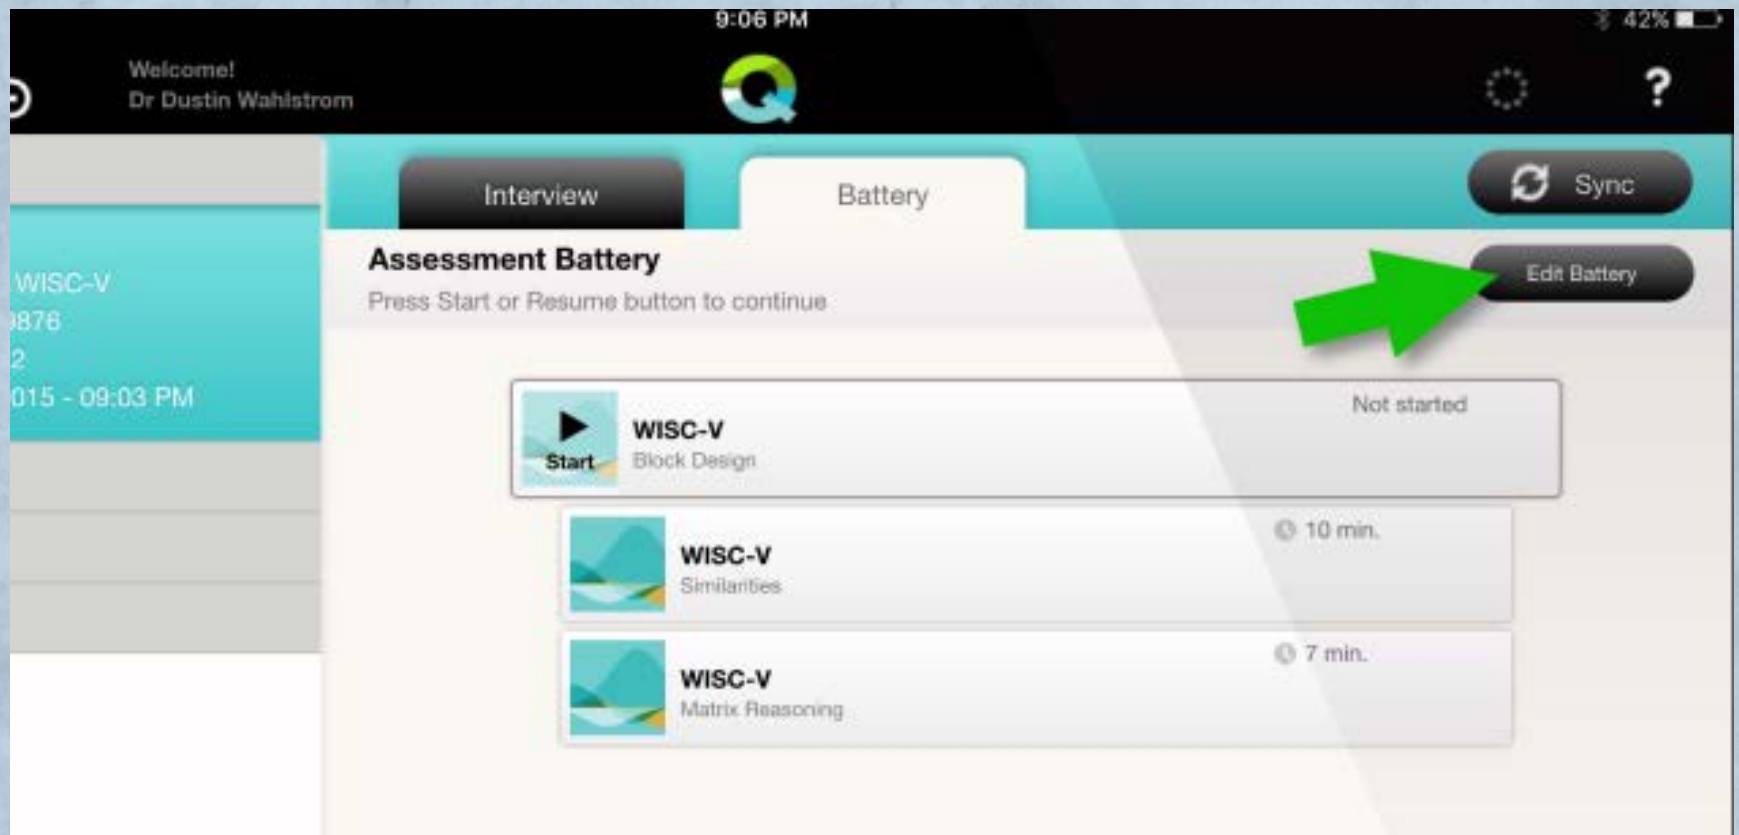 9:06 PM
42%
Welcome!
Dr Dustin Wahlstrom
?
Interview
Battery
Sync
Assessment Battery
Press Start or Resume button to continue
Edit Battery
WISC-V
9876
2
015 - 09:03 PM
Start
WISC-V
Block Design
Not started
WISC-V
Similarities
10 min.
WISC-V
Matrix Reasoning
7 min.